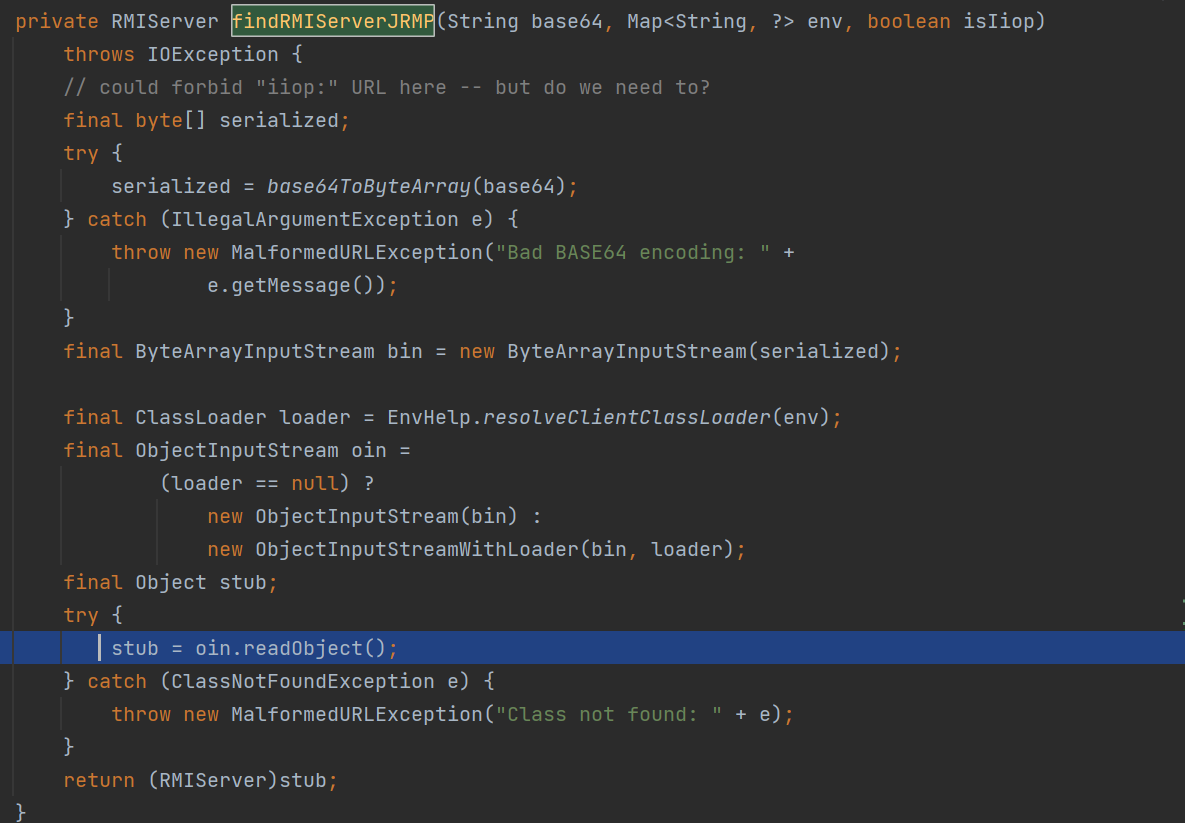 private RMIServer findRMIServerJRMP(String base64, Map<String, ?> env, boolean isIiop)
    throws IOException {
    // could forbid "iiop:" URL here -- but do we need to?
    final byte[] serialized;
    try {
        serialized = base64ToByteArray(base64);
    } catch (IllegalArgumentException e) {
        throw new MalformedURLException("Bad BASE64 encoding: " +
                e.getMessage());
    }
    final ByteArrayInputStream bin = new ByteArrayInputStream(serialized);

    final ClassLoader loader = EnvHelp.resolveClientClassLoader(env);
    final ObjectInputStream oin =
            (loader == null) ?
                new ObjectInputStream(bin) :
                new ObjectInputStreamWithLoader(bin, loader);
    final Object stub;
    try {
        stub = oin.readObject();
    } catch (ClassNotFoundException e) {
        throw new MalformedURLException("Class not found: " + e);
    }
    return (RMIServer)stub;
}